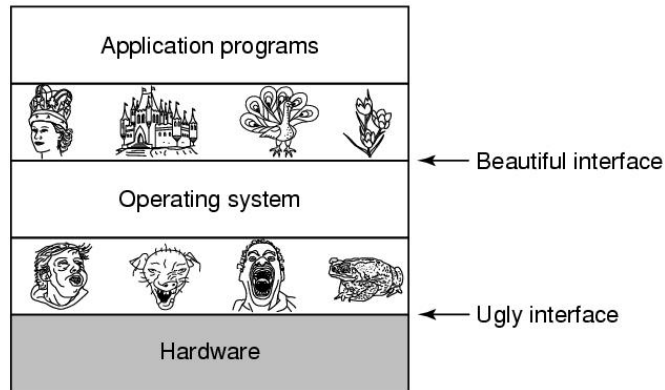 Application programs
Beautiful interface
Operating system
Ugly interface
Hardware